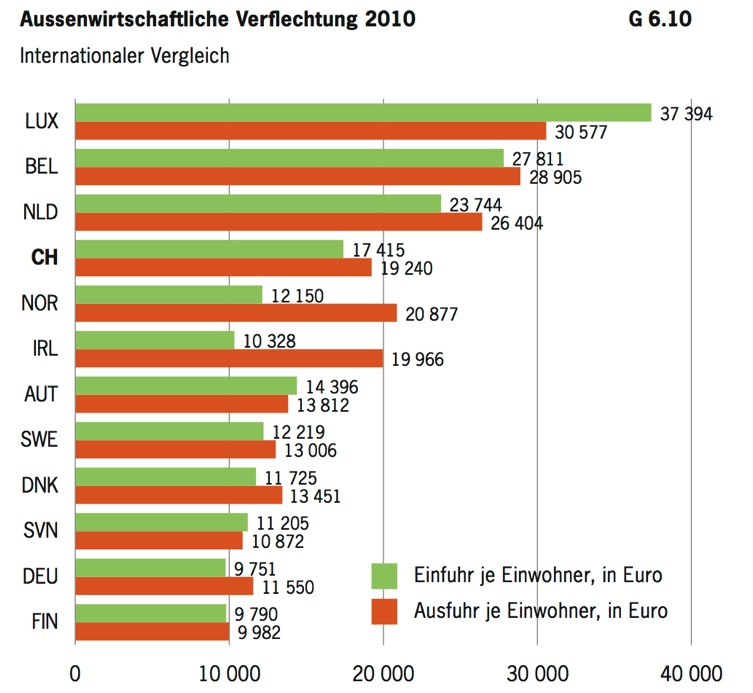 Aussenwirtschaftliche Verflechtung 2010 G 6.10
Internationaler Vergleich
LUX 37 394
30 577
BEL 27 811
28 905
NLD 23 744
26 404
CH 17 415
19 240
NOR 12 150
20 877
IRL 10 328
19 966
AUT 14 396
13 812
SWE 12 219
13 006
DNK 11 725
13 451
SVN 11 205
10 872
DEU 9 751
11 550
FIN 9 790
9 982
Einfuhr je Einwohner, in Euro
Ausfuhr je Einwohner, in Euro
0 10 000 20 000 30 000 40 000